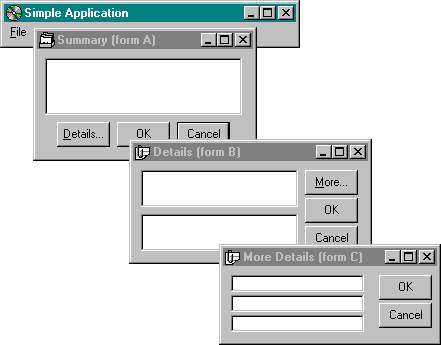 Simple Application
File
Summary (form A)
Details... OK Cancel
Details (form B)
More...
OK
Cancel
More Details (form C)
OK
Cancel